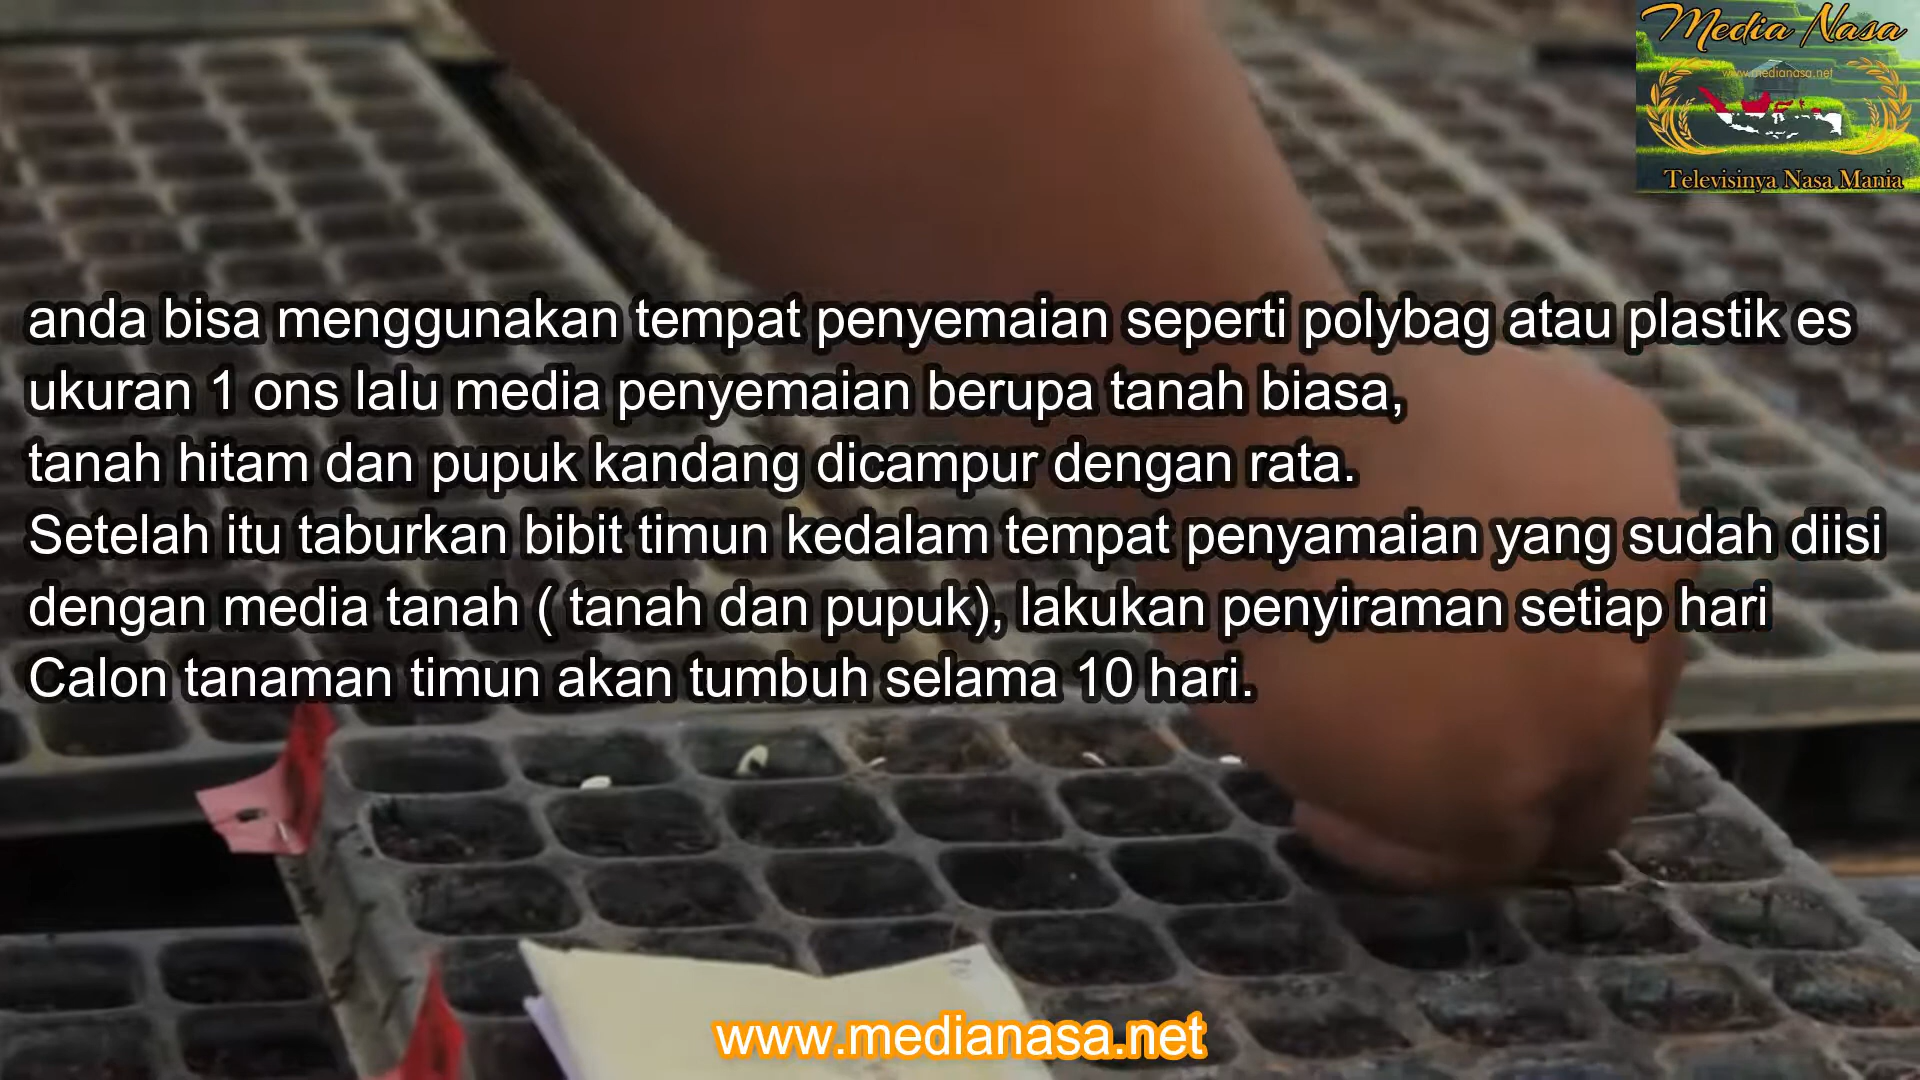 Media Nasa
www.medianasa.net
Televisinya Nasa Mania
anda bisa menggunakan tempat penyemaian seperti polybag atau plastik es
ukuran 1 ons lalu media penyemaian berupa tanah biasa,
tanah hitam dan pupuk kandang dicampur dengan rata.
Setelah itu taburkan bibit timun kedalam tempat penyamaian yang sudah diisi
dengan media tanah ( tanah dan pupuk), lakukan penyiraman setiap hari
Calon tanaman timun akan tumbuh selama 10 hari.
www.medianasa.net